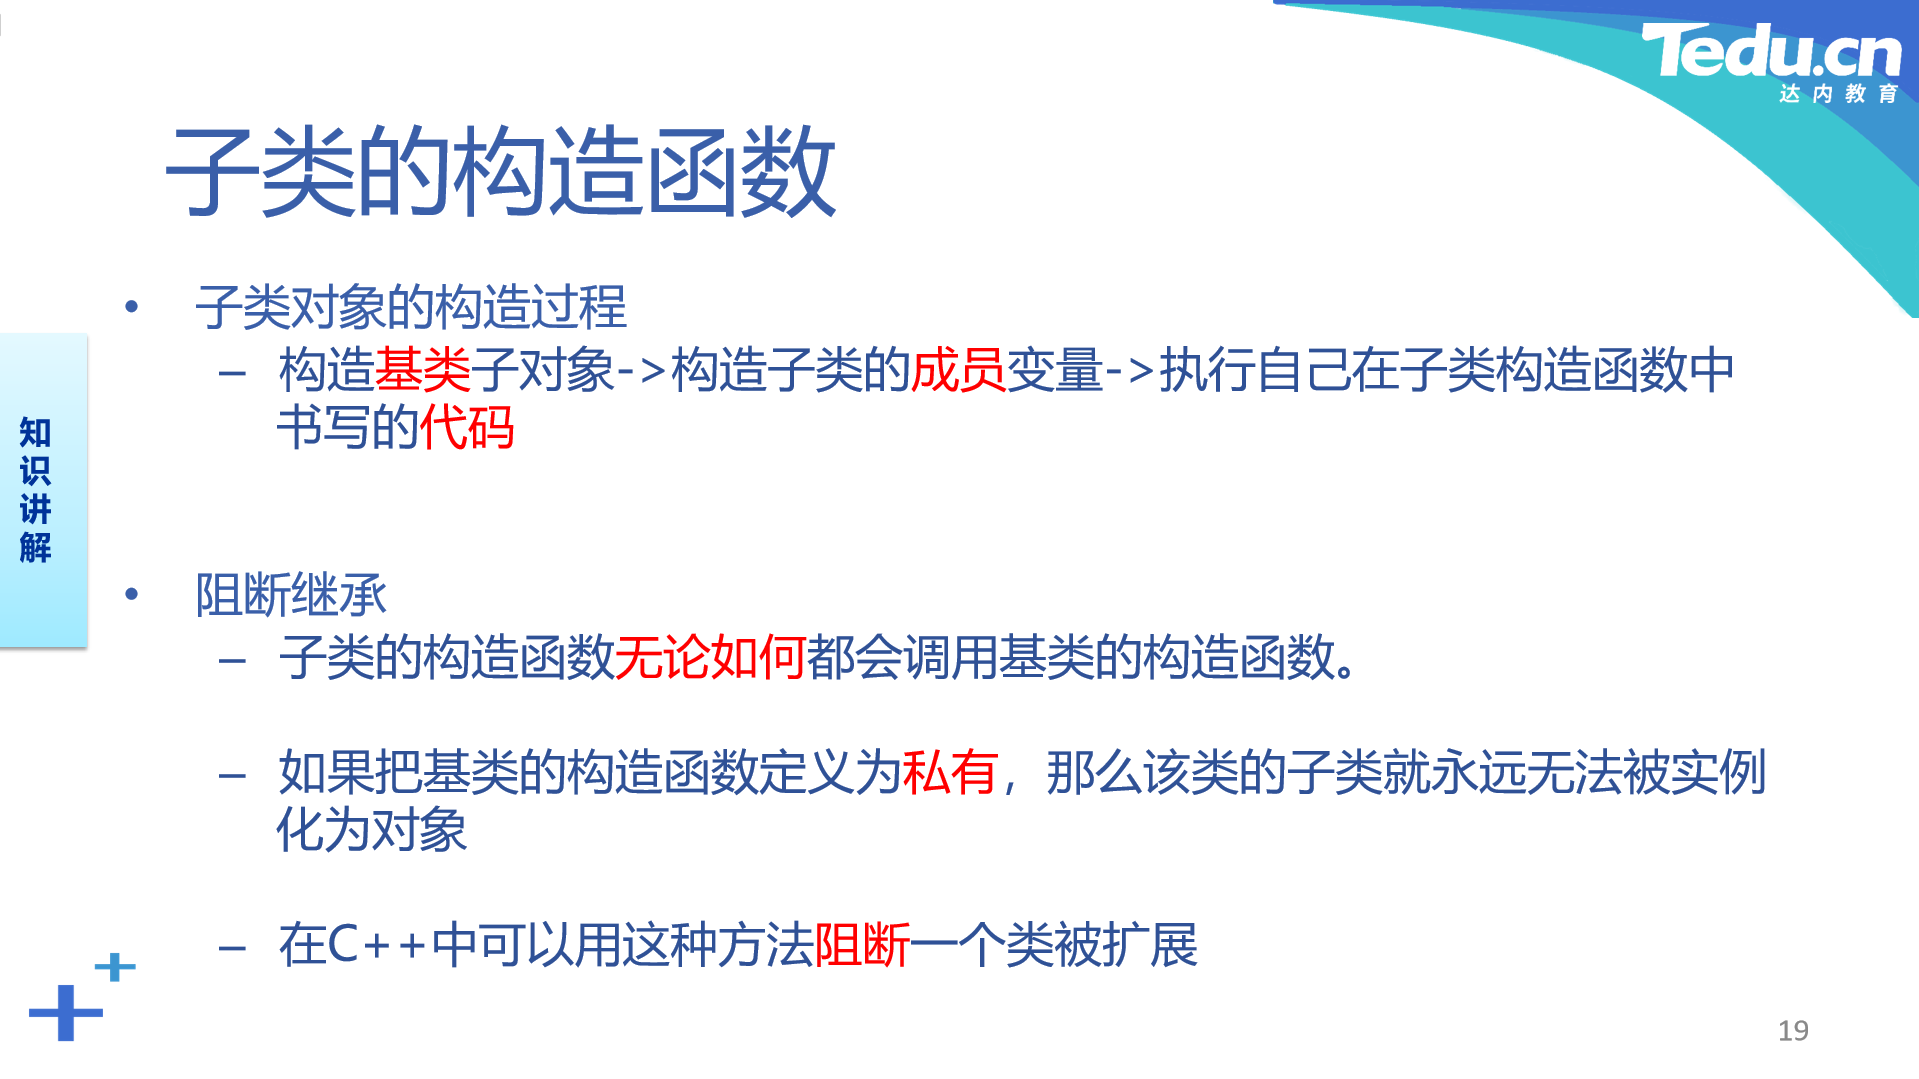 Tedu.cn
达内教育
子类的构造函数
• 子类对象的构造过程
– 构造基类子对象->构造子类的成员变量->执行自己在子类构造函数中
书写的代码
知识讲解
• 阻断继承
– 子类的构造函数无论如何都会调用基类的构造函数。
– 如果把基类的构造函数定义为私有，那么该类的子类就永远无法被实例
化为对象
– 在C++中可以用这种方法阻断一个类被扩展
19